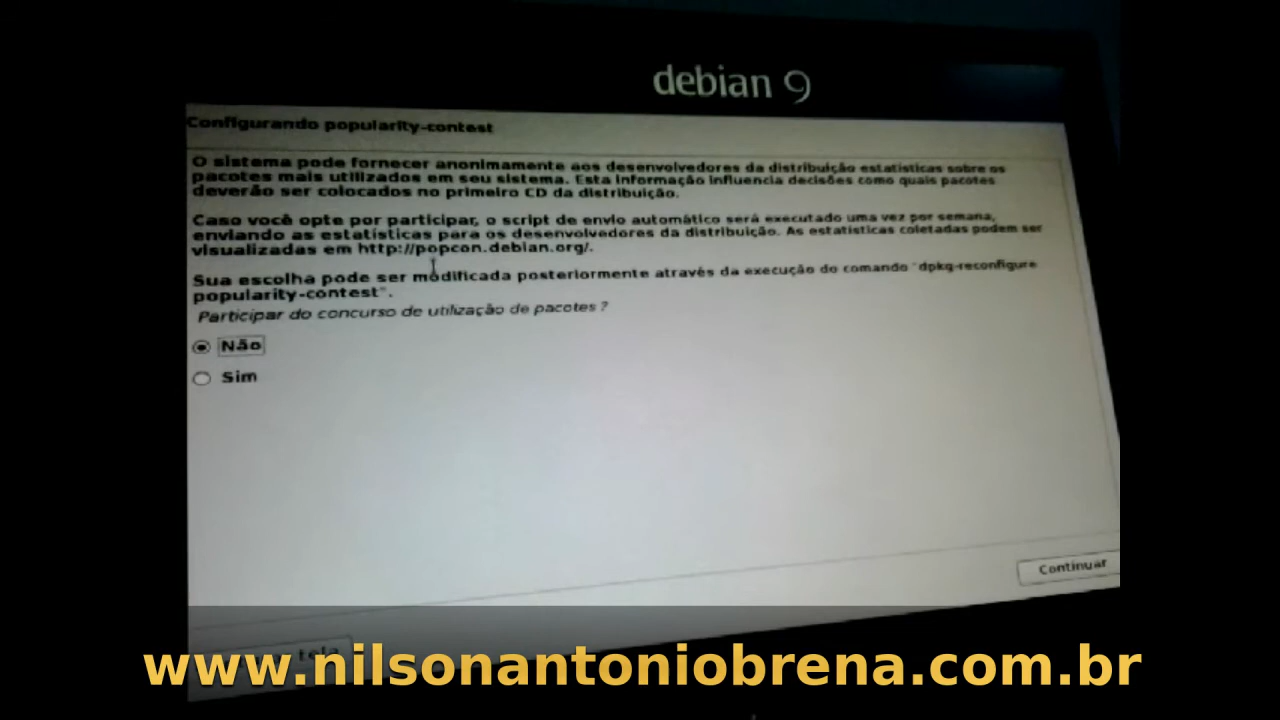 debian 9
Configurando popularity-contest
O sistema pode fornecer anonimamente aos desenvolvedores da distribuição estatísticas sobre os
pacotes mais utilizados em seu sistema. Esta informação influencia decisões como quais pacotes
deverão ser colocados no primeiro CD da distribuição.
Caso você opte por participar, o script de envio automático será executado uma vez por semana,
enviando as estatísticas para os desenvolvedores da distribuição. As estatísticas coletadas podem ser
visualizadas em http://popcon.debian.org/.
Sua escolha pode ser modificada posteriormente através da execução do comando "dpkg-reconfigure
popularity-contest".
Participar do concurso de utilização de pacotes ?
Não
Sim
Continuar
tela
www.nilsonantoniobrena.com.br